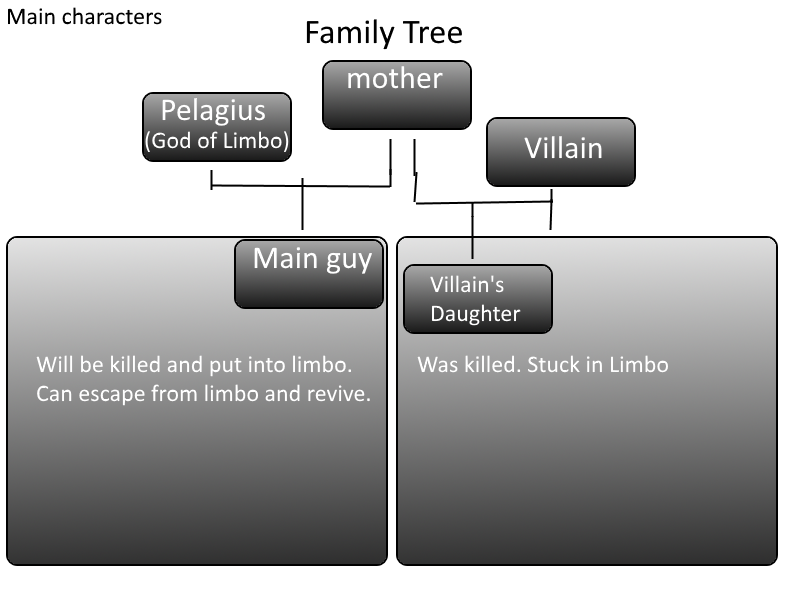 Main characters
Family Tree
mother
Pelagius
(God of Limbo)
Villain
Main guy
Villain's
Daughter
Will be killed and put into limbo.
Can escape from limbo and revive.
Was killed. Stuck in Limbo